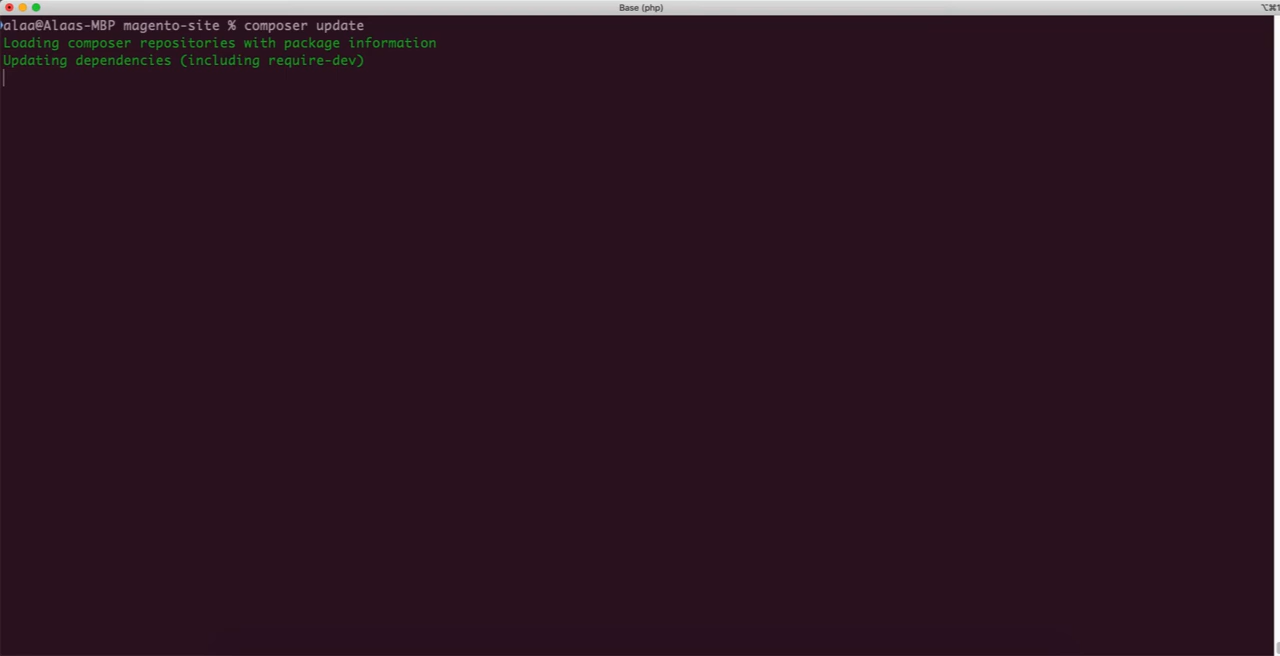 Base (php)
alaa@Alaas-MBP magento-site % composer update
Loading composer repositories with package information
Updating dependencies (including require-dev)